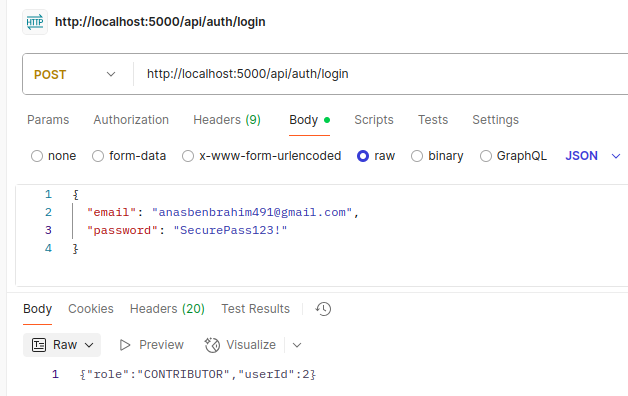 HTTP http://localhost:5000/api/auth/login
POST http://localhost:5000/api/auth/login
Params Authorization Headers (9) Body Scripts Tests Settings
none form-data x-www-form-urlencoded raw binary GraphQL JSON
1 {
2 "email": "anasbenbrahim491@gmail.com",
3 "password": "SecurePass123!"
4 }
Body Cookies Headers (20) Test Results
Raw Preview Visualize
1 {"role":"CONTRIBUTOR","userId":2}